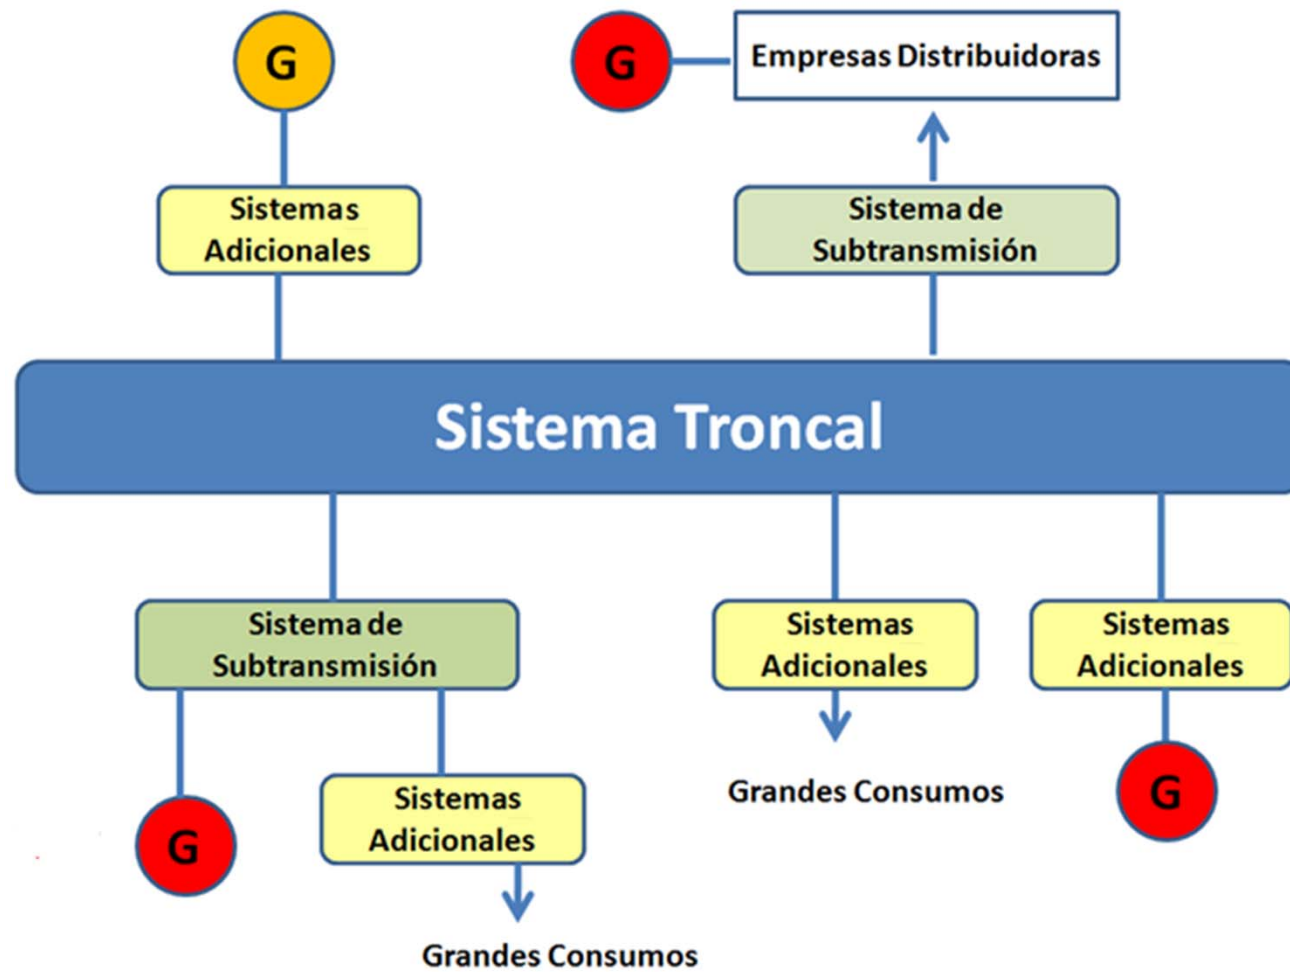 G
G
Empresas Distribuidoras
Sistemas
Adicionales
Sistema de
Subtransmisión
Sistema Troncal
Sistema de
Subtransmisión
Sistemas
Adicionales
Sistemas
Adicionales
G
Sistemas
Adicionales
Grandes Consumos
G
Grandes Consumos